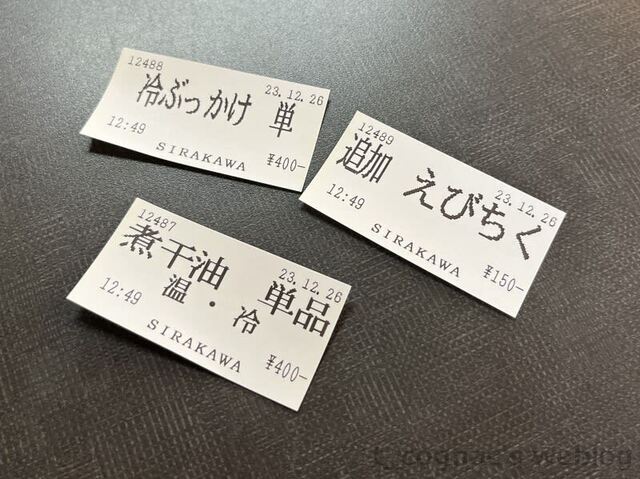 12488
23.12.26
冷ぶっかけ 単
12:49
SIRAKAWA
¥400-
12489
23.12.26
追加 えびちく
12:49
SIRAKAWA
¥150-
12487
23.12.26
煮干油 単品
温・冷
12:49
SIRAKAWA
¥400-
cognac's weblog